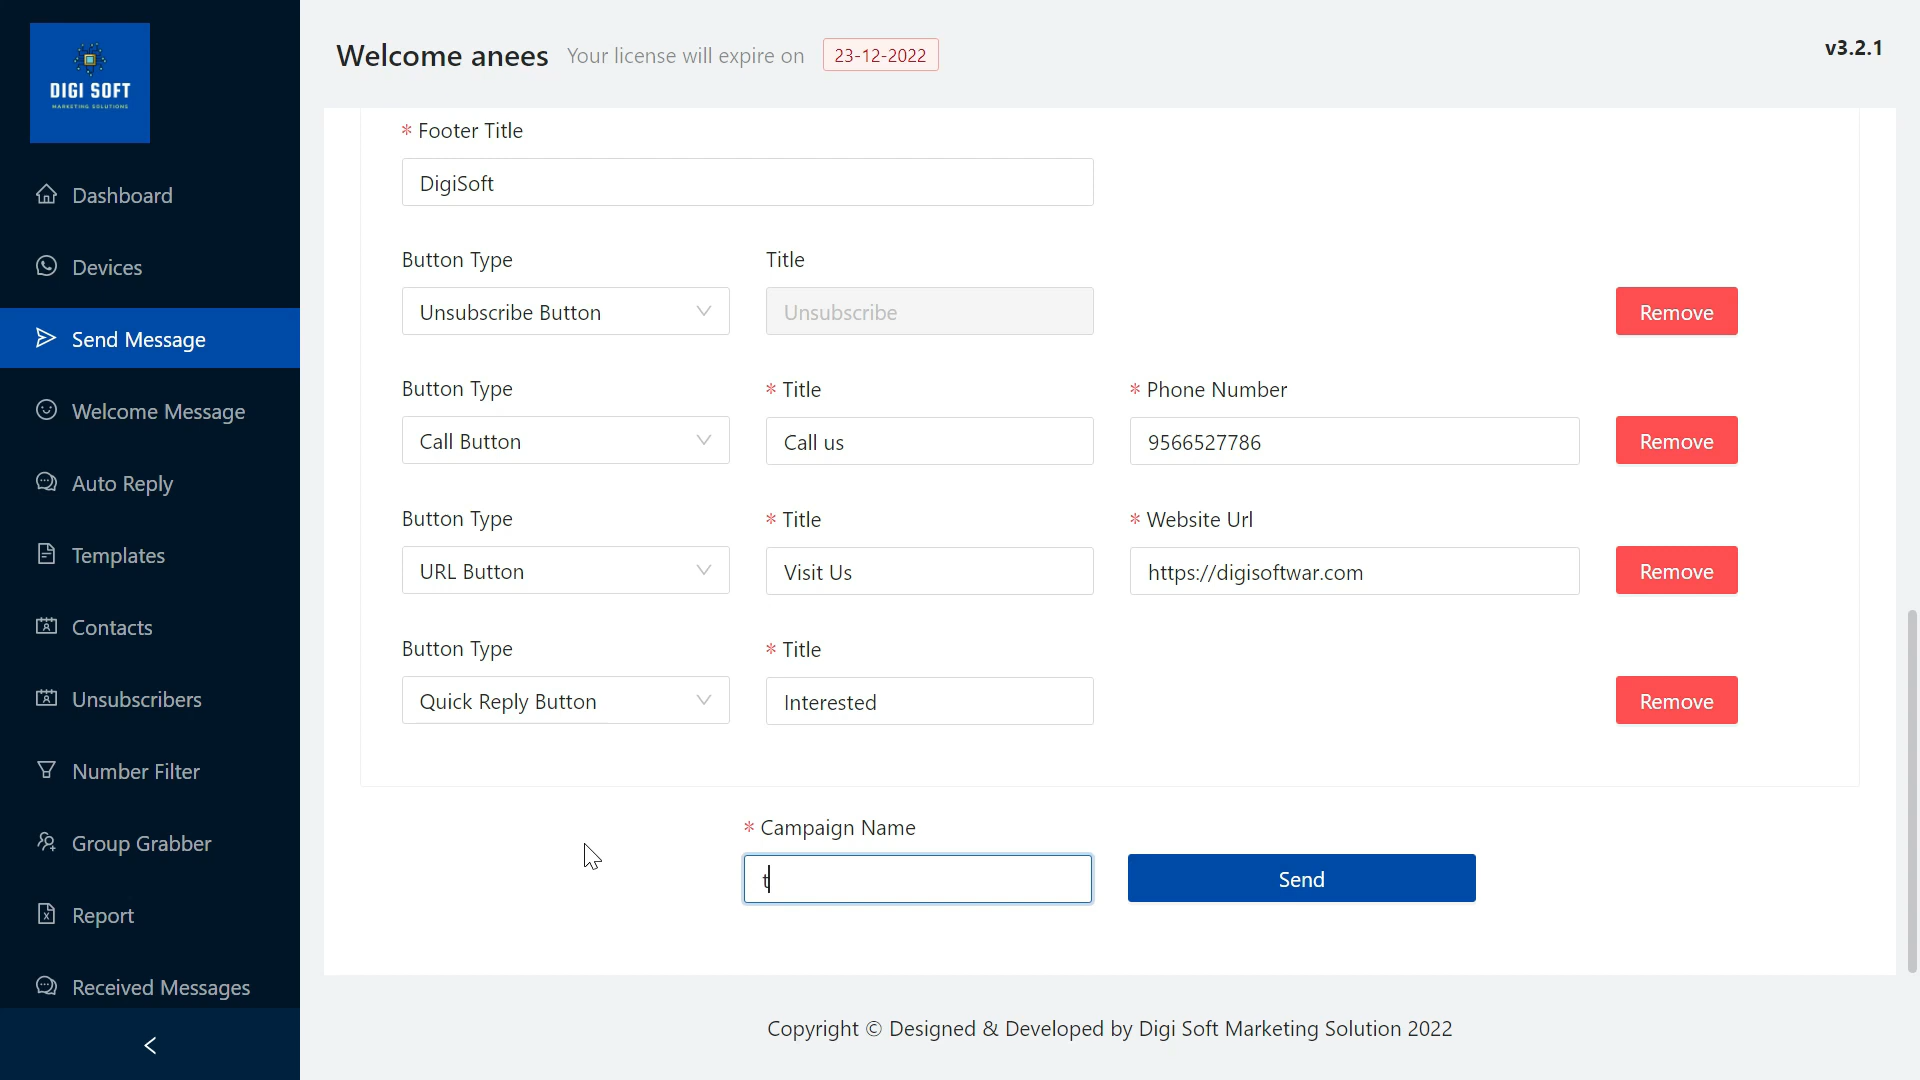 DIGI SOFT
MARKETING SOLUTIONS
Dashboard
Devices
Send Message
Welcome Message
Auto Reply
Templates
Contacts
Unsubscribers
Number Filter
Group Grabber
Report
Received Messages
Welcome anees Your license will expire on 23-12-2022
v3.2.1
* Footer Title
DigiSoft
Button Type Title
Unsubscribe Button Unsubscribe Remove
Button Type * Title * Phone Number
Call Button Call us 9566527786 Remove
Button Type * Title * Website Url
URL Button Visit Us https://digisoftwar.com Remove
Button Type * Title
Quick Reply Button Interested Remove
* Campaign Name
t Send
Copyright © Designed & Developed by Digi Soft Marketing Solution 2022